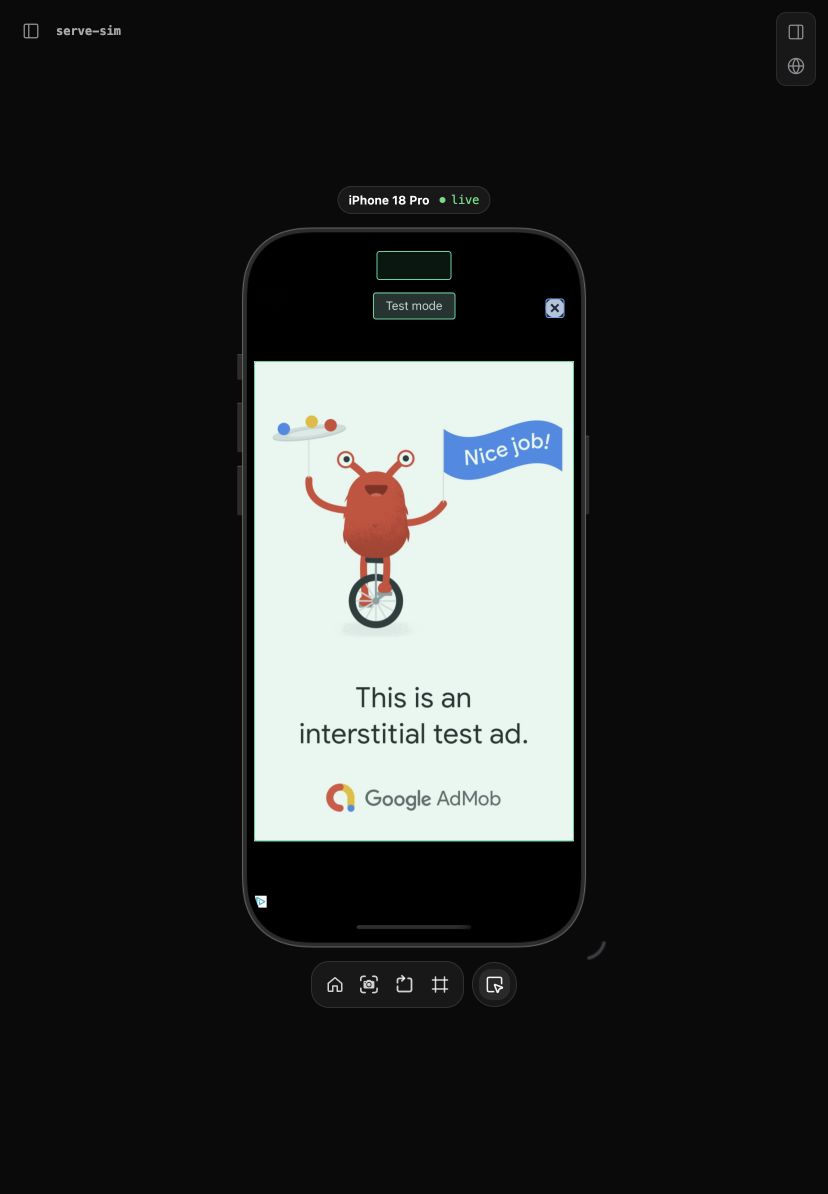 serve-sim
iPhone 18 Pro live
Test mode
Nice job!
This is an
interstitial test ad.
Google AdMob